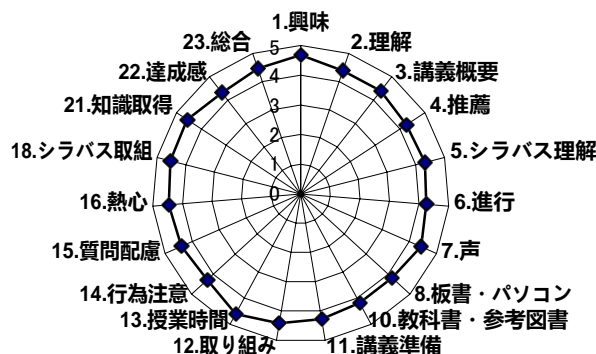 1.興味
2.理解
3.講義概要
4.推薦
5.シラバス理解
6.進行
7.声
8.板書・パソコン
10.教科書・参考図書
11.講義準備
12.取り組み
13.授業時間
14.行為注意
15.質問配慮
16.熱心
18.シラバス取組
21.知識取得
22.達成感
23.総合
5
4
3
2
1
0